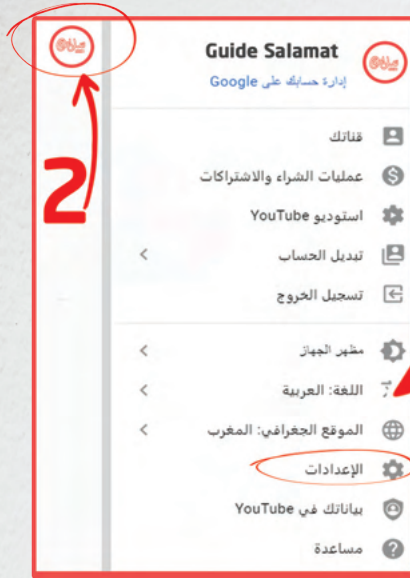 Guide Salamat
إدارة حسابك على Google
2
قناتك
عمليات الشراء والاشتراكات
استوديو YouTube
تبديل الحساب
تسجيل الخروج
مظهر الجهاز
اللغة: العربية
الموقع الجغرافي: المغرب
الإعدادات
بياناتك في YouTube
مساعدة